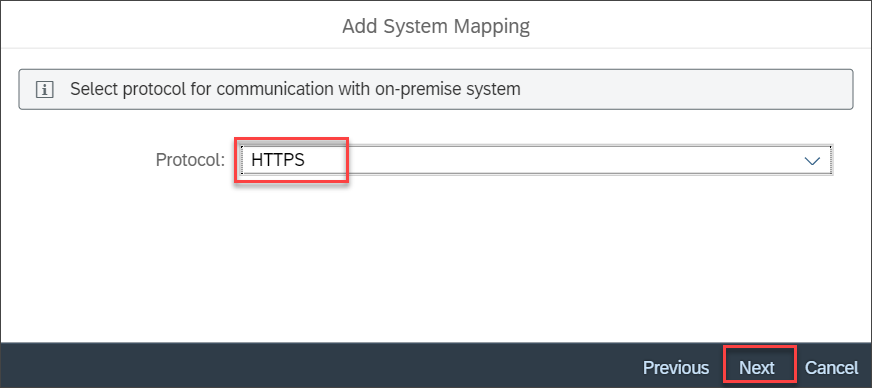 Add System Mapping
Select protocol for communication with on-premise system
Protocol: HTTPS
Previous Next Cancel